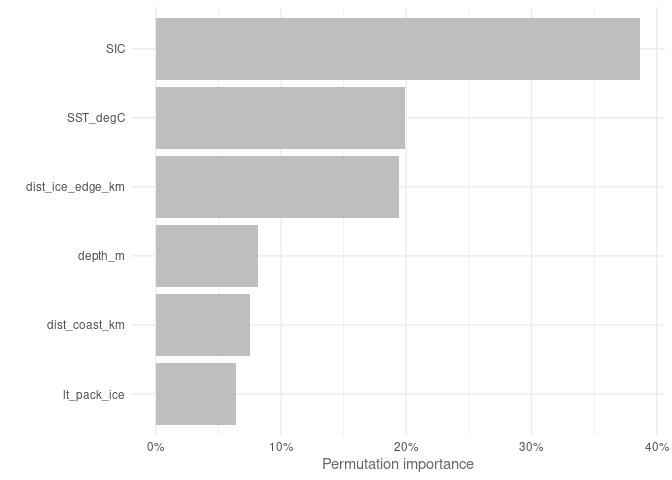 SIC
SST_degC
dist_ice_edge_km
depth_m
dist_coast_km
lt_pack_ice
0% 10% 20% 30% 40%
Permutation importance